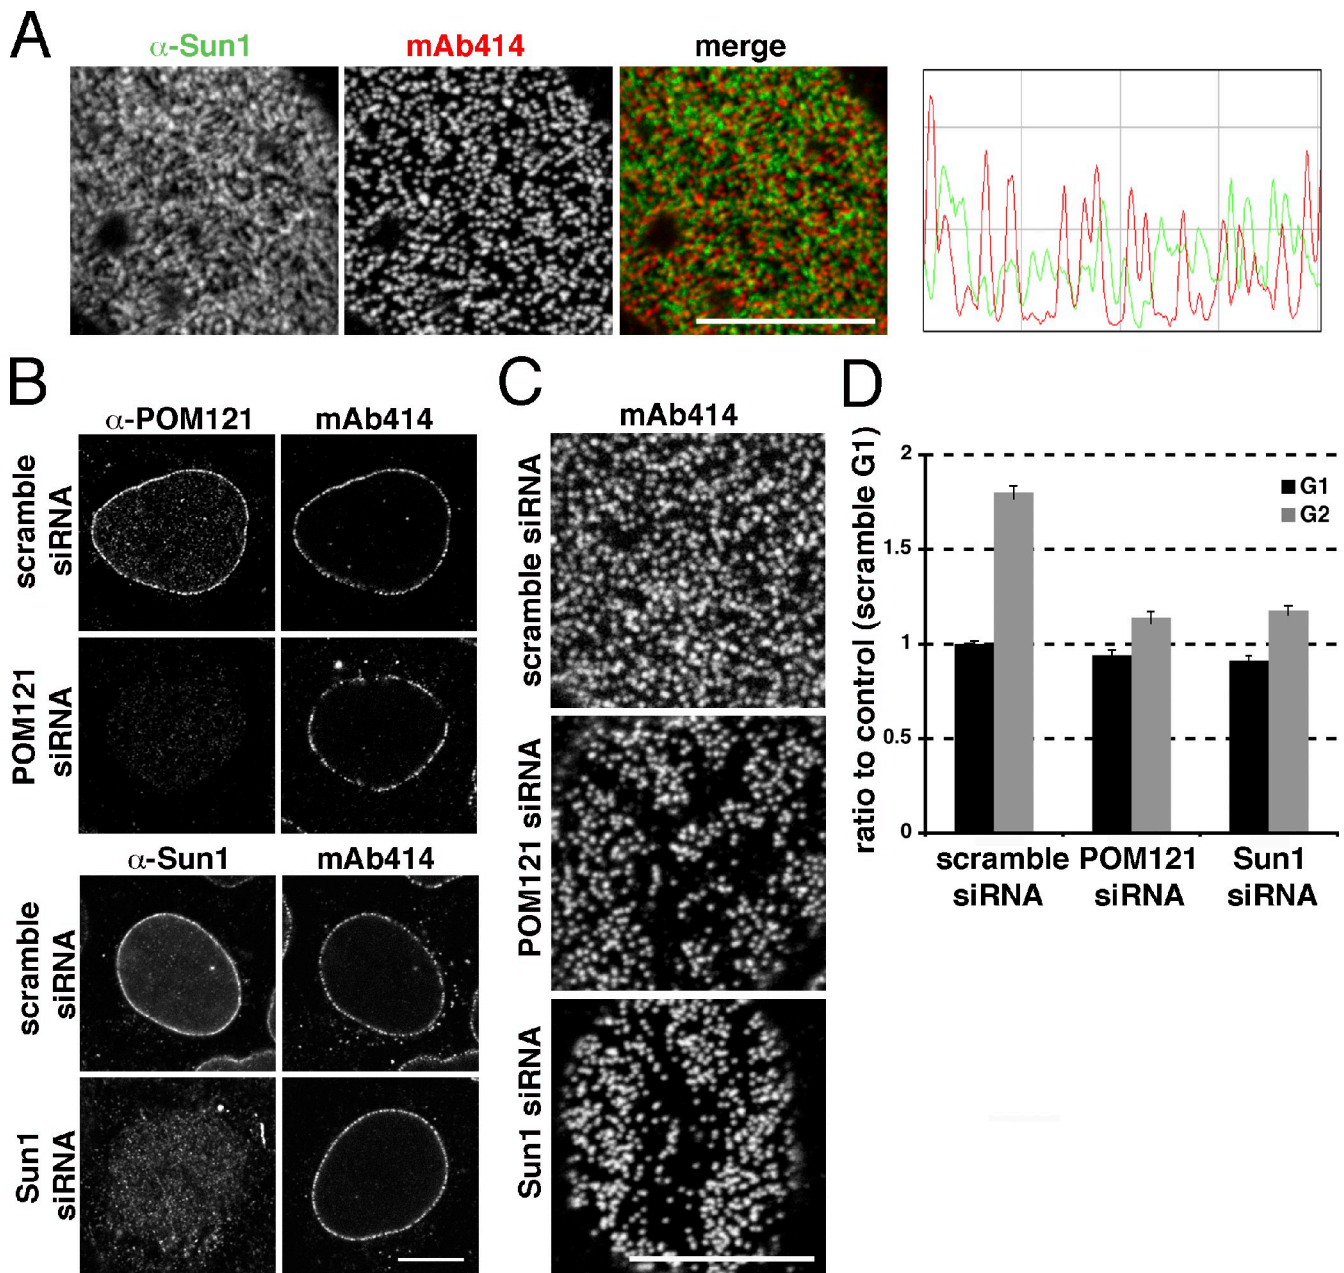 A
α-Sun1 mAb414 merge
B
α-POM121 mAb414
scramble
siRNA
POM121
siRNA
α-Sun1 mAb414
scramble
siRNA
Sun1
siRNA
C
mAb414
scramble siRNA
POM121 siRNA
Sun1 siRNA
D
ratio to control (scramble G1)
2
1.5
1
0.5
0
G1
G2
scramble
siRNA
POM121
siRNA
Sun1
siRNA